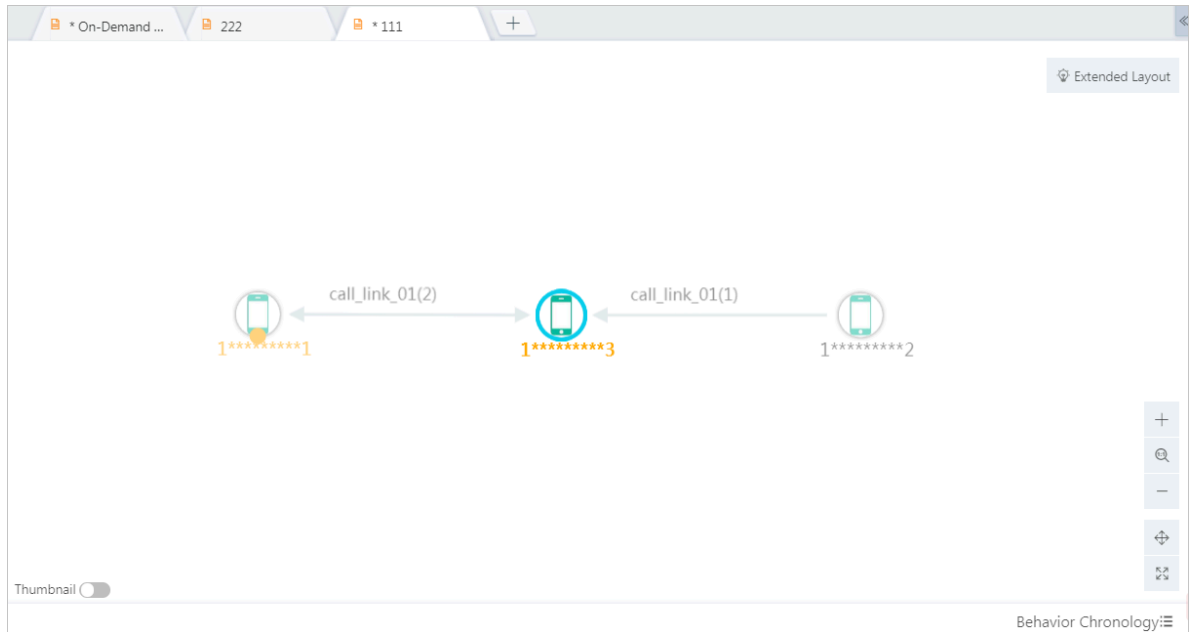 * On-Demand ...
222
* 111
Extended Layout
call_link_01(2)
call_link_01(1)
1*********1
1*********3
1*********2
Thumbnail
Behavior Chronology